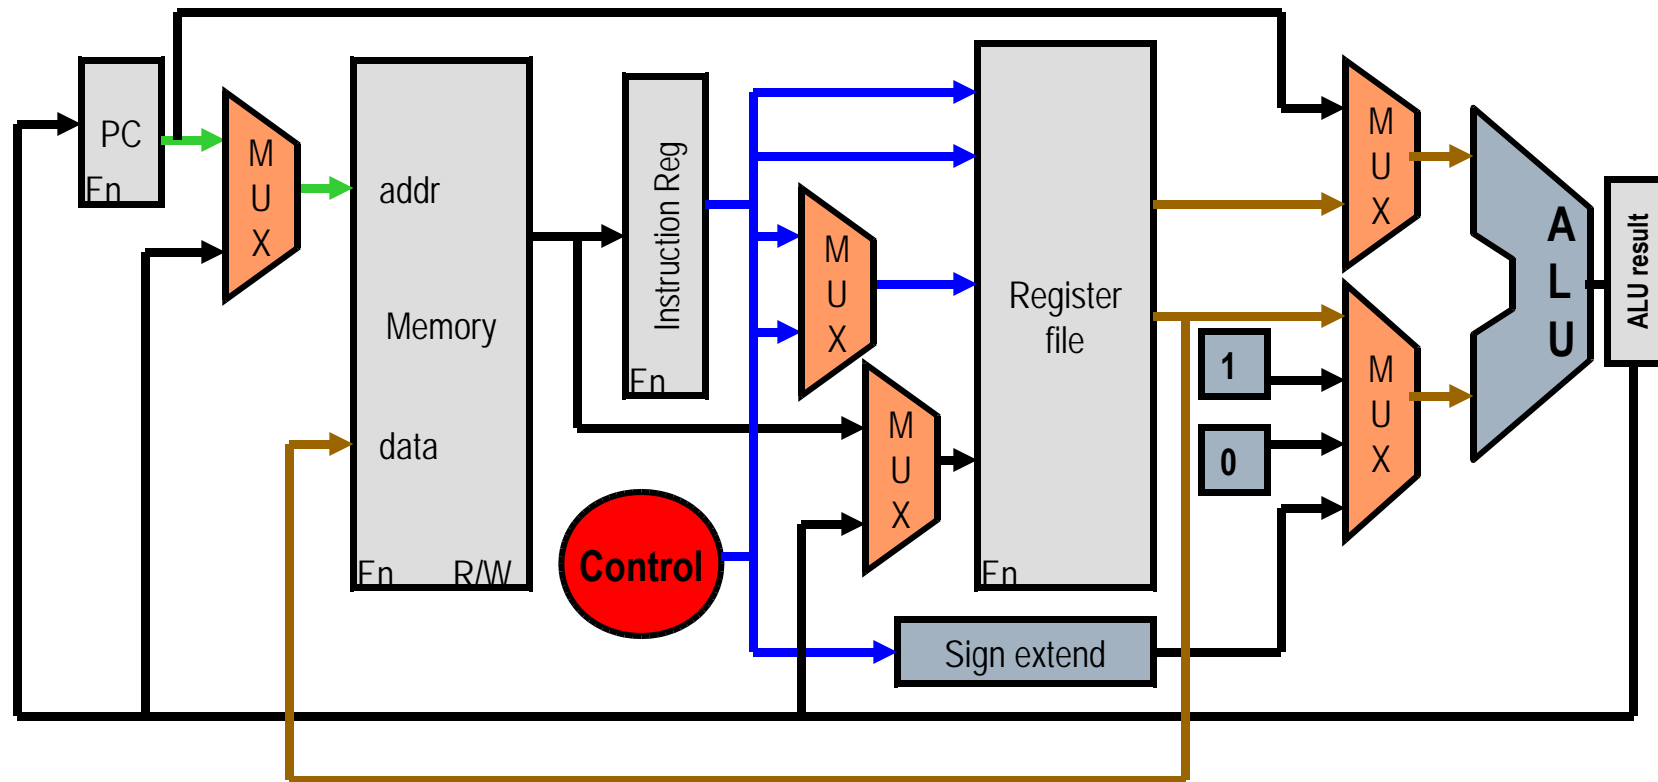 PC
En
M
U
X
addr
Memory
data
En R/W
Instruction Reg
En
Control
M
U
X
M
U
X
Register
file
En
Sign extend
1
0
M
U
X
M
U
X
A
L
U
ALU result